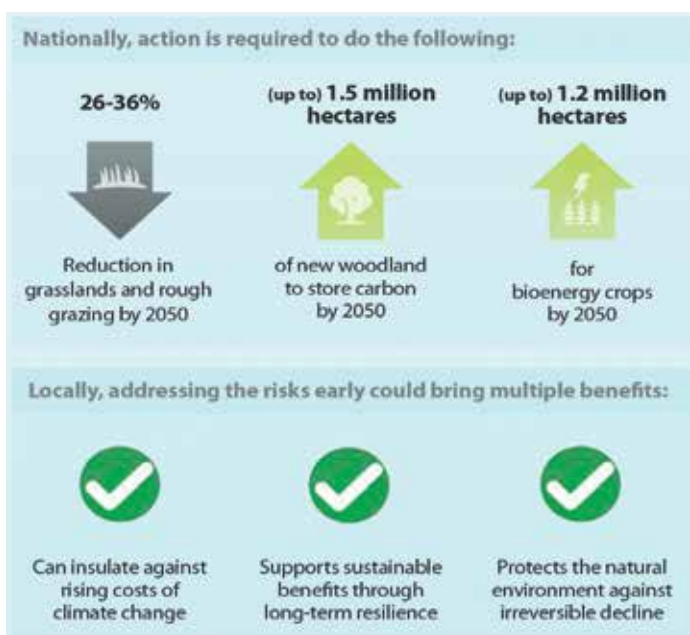 Nationally, action is required to do the following:
26-36%
Reduction in
grasslands and rough
grazing by 2050
(up to) 1.5 million
hectares
of new woodland
to store carbon
by 2050
(up to) 1.2 million
hectares
for
bioenergy crops
by 2050
Locally, addressing the risks early could bring multiple benefits:
Can insulate against
rising costs of
climate change
Supports sustainable
benefits through
long-term resilience
Protects the natural
environment against
irreversible decline